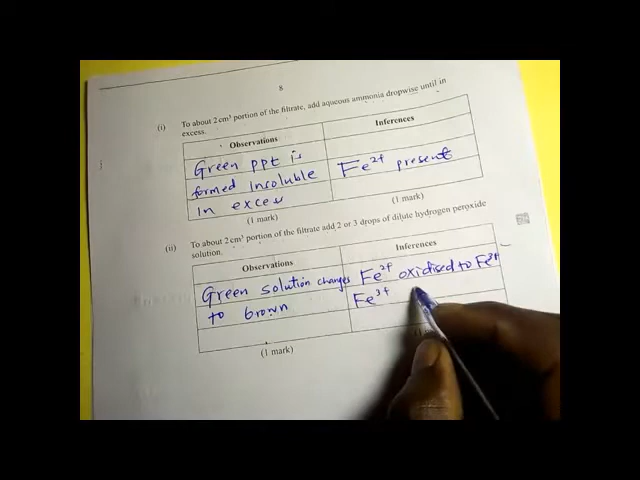 8
(i) To about 2 cm³ portion of the filtrate, add aqueous ammonia dropwise until in
excess.
Observations
Inferences
Green ppt is
formed insoluble
in excess
Fe²⁺ present
(1 mark)
(1 mark)
(ii) To about 2 cm³ portion of the filtrate add 2 or 3 drops of dilute hydrogen peroxide
solution.
Observations
Inferences
Green solution changes
to brown
Fe²⁺ oxidised to Fe³⁺
Fe³⁺
(1 mark)